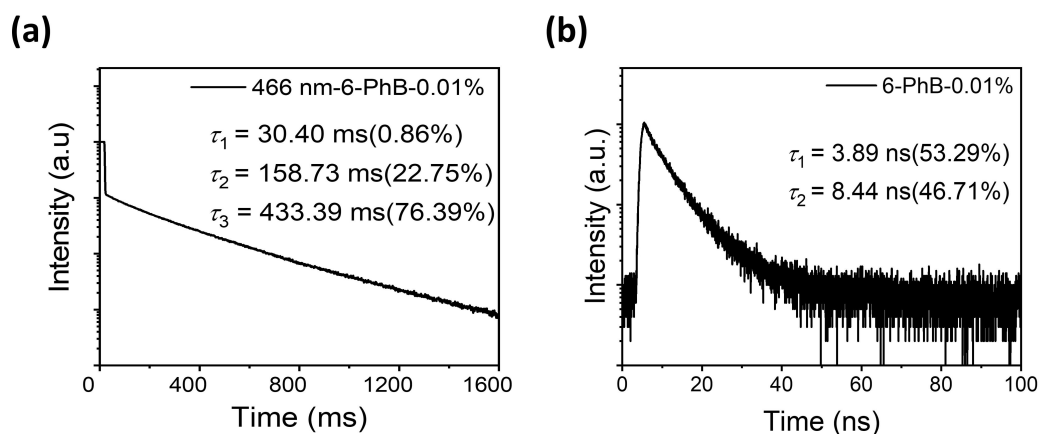 (a)
466 nm-6-PhB-0.01%
τ1 = 30.40 ms(0.86%)
τ2 = 158.73 ms(22.75%)
τ3 = 433.39 ms(76.39%)
Intensity (a.u)
0 400 800 1200 1600
Time (ms)
(b)
6-PhB-0.01%
τ1 = 3.89 ns(53.29%)
τ2 = 8.44 ns(46.71%)
Intensity (a.u.)
0 20 40 60 80 100
Time (ns)